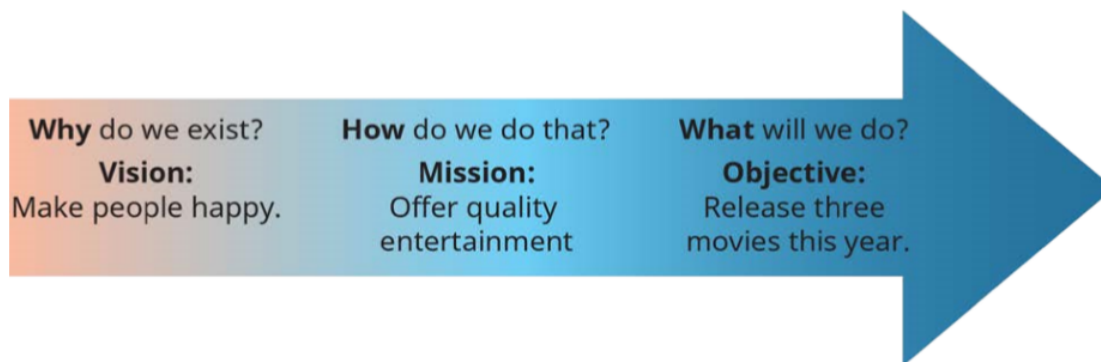 Why do we exist?
Vision:
Make people happy.
How do we do that?
Mission:
Offer quality
entertainment
What will we do?
Objective:
Release three
movies this year.